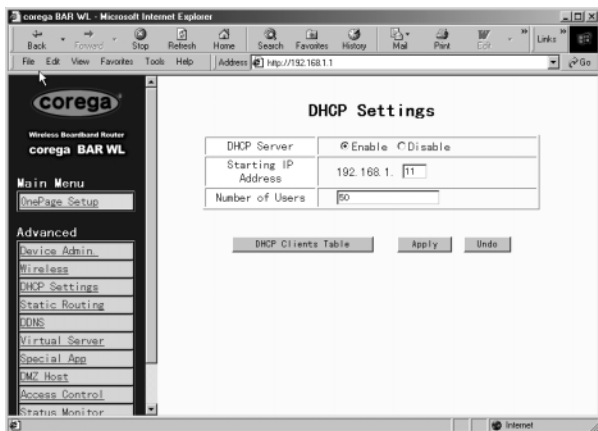 corega BAR WL - Microsoft Internet Explorer
Back Forward Stop Refresh Home Search Favorites History Mail Print Edit Links
File Edit View Favorites Tools Help Address http://192.168.1.1 Go
corega
Wireless Boardband Router
corega BAR WL
Main Menu
OnePage Setup
Advanced
Device Admin.
Wireless
DHCP Settings
Static Routing
DDNS
Virtual Server
Special App
DMZ Host
Access Control
Status Monitor
DHCP Settings
DHCP Server Enable Disable
Starting IP Address 192.168.1. 11
Number of Users 50
DHCP Clients Table Apply Undo
Internet